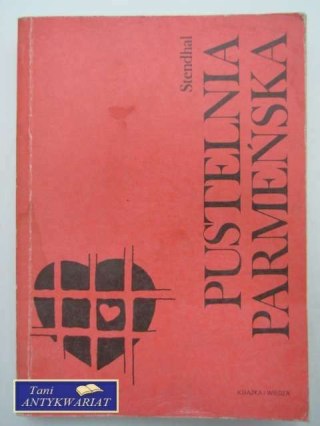 Stendhal
PUSTELNIA
PARMEŃSKA
KSIĄŻKA I WIEDZA
Tani
ANTYKWARIAT